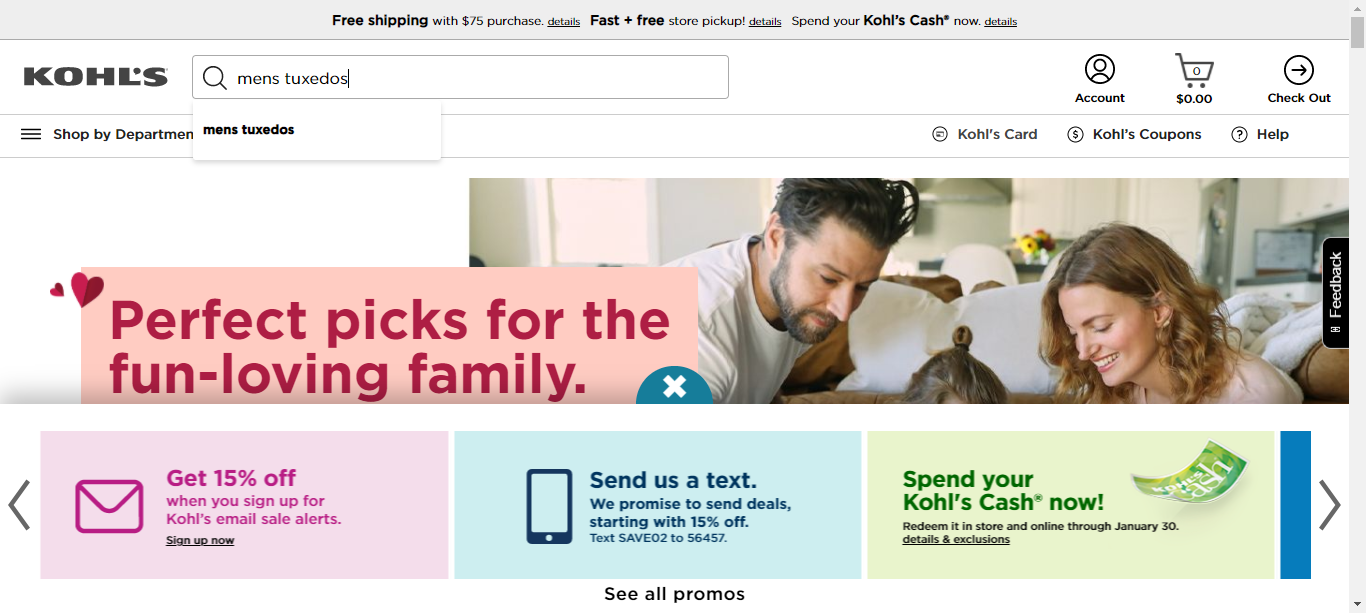 Free shipping with $75 purchase. details Fast + free store pickup! details Spend your Kohl's Cash® now. details
KOHL'S
mens tuxedos
Account
0
$0.00
Check Out
mens tuxedos
Shop by Departmen
Kohl's Card
$
Kohl's Coupons
?
Help
Feedback
Perfect picks for the
fun-loving family.
Get 15% off
when you sign up for
Kohl's email sale alerts.
Sign up now
Send us a text.
We promise to send deals,
starting with 15% off.
Text SAVE02 to 56457.
Spend your
Kohl's Cash® now!
Redeem it in store and online through January 30.
details & exclusions
See all promos